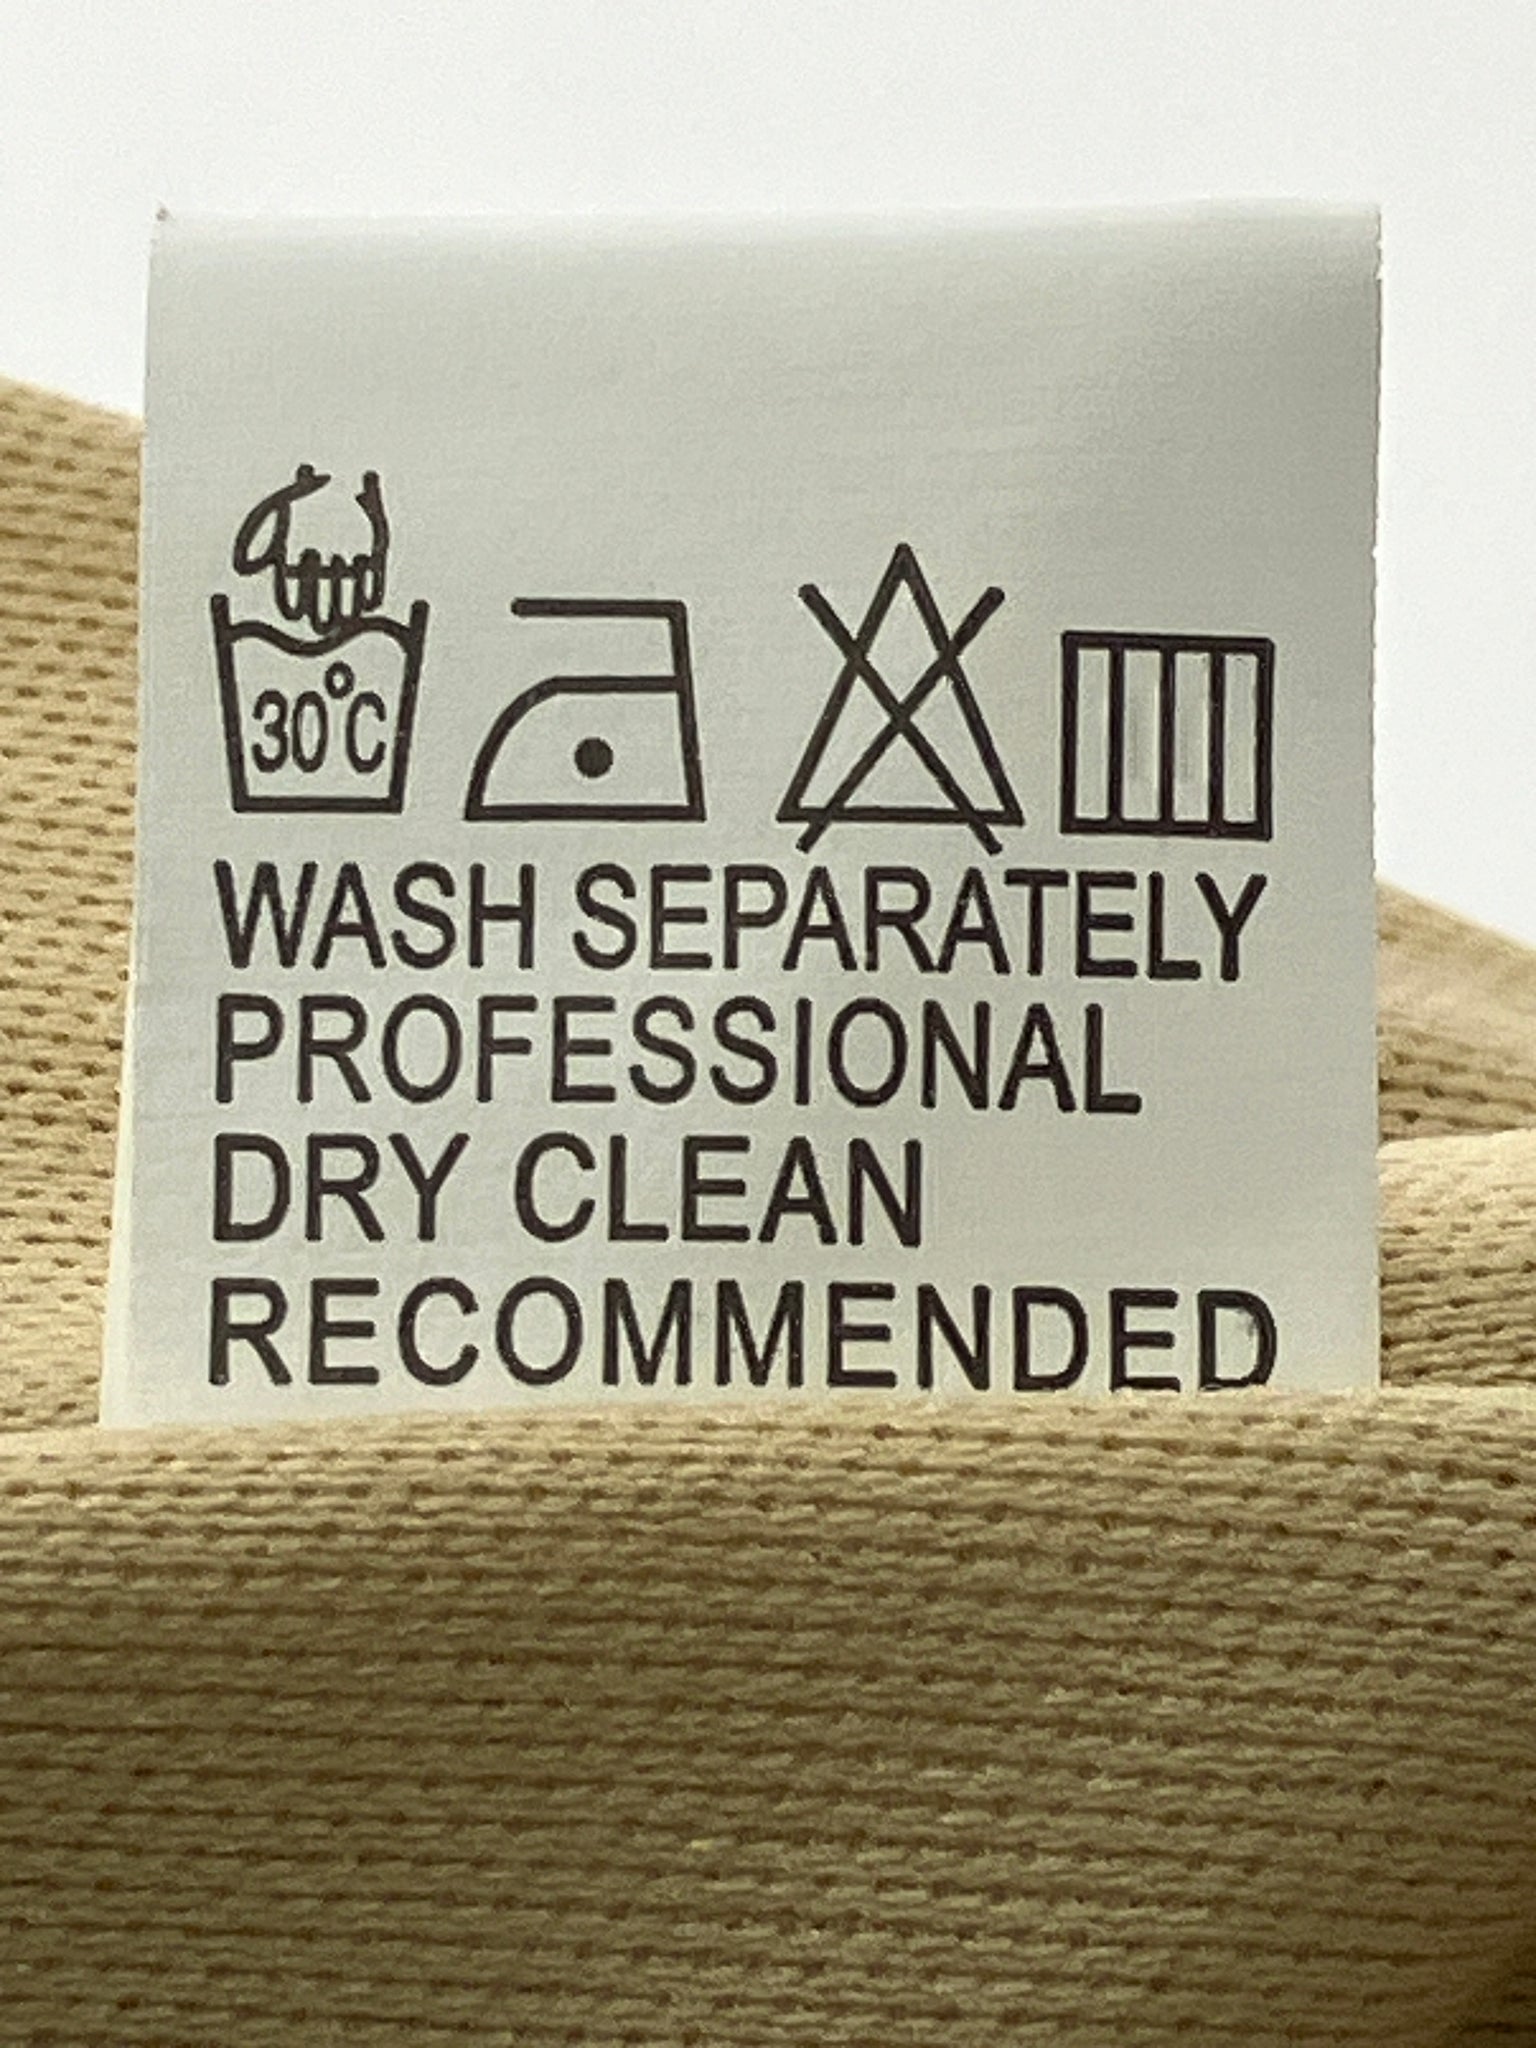 30°C
WASH SEPARATELY
PROFESSIONAL
DRY CLEAN
RECOMMENDED